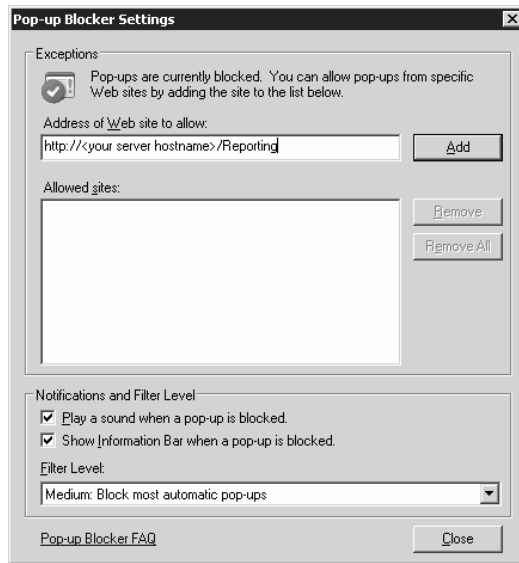 Pop-up Blocker Settings
Exceptions
Pop-ups are currently blocked. You can allow pop-ups from specific
Web sites by adding the site to the list below.
Address of Web site to allow:
http://<your server hostname>/Reporting
Add
Allowed sites:
Remove
Remove All
Notifications and Filter Level
Play a sound when a pop-up is blocked.
Show Information Bar when a pop-up is blocked.
Filter Level:
Medium: Block most automatic pop-ups
Pop-up Blocker FAQ
Close